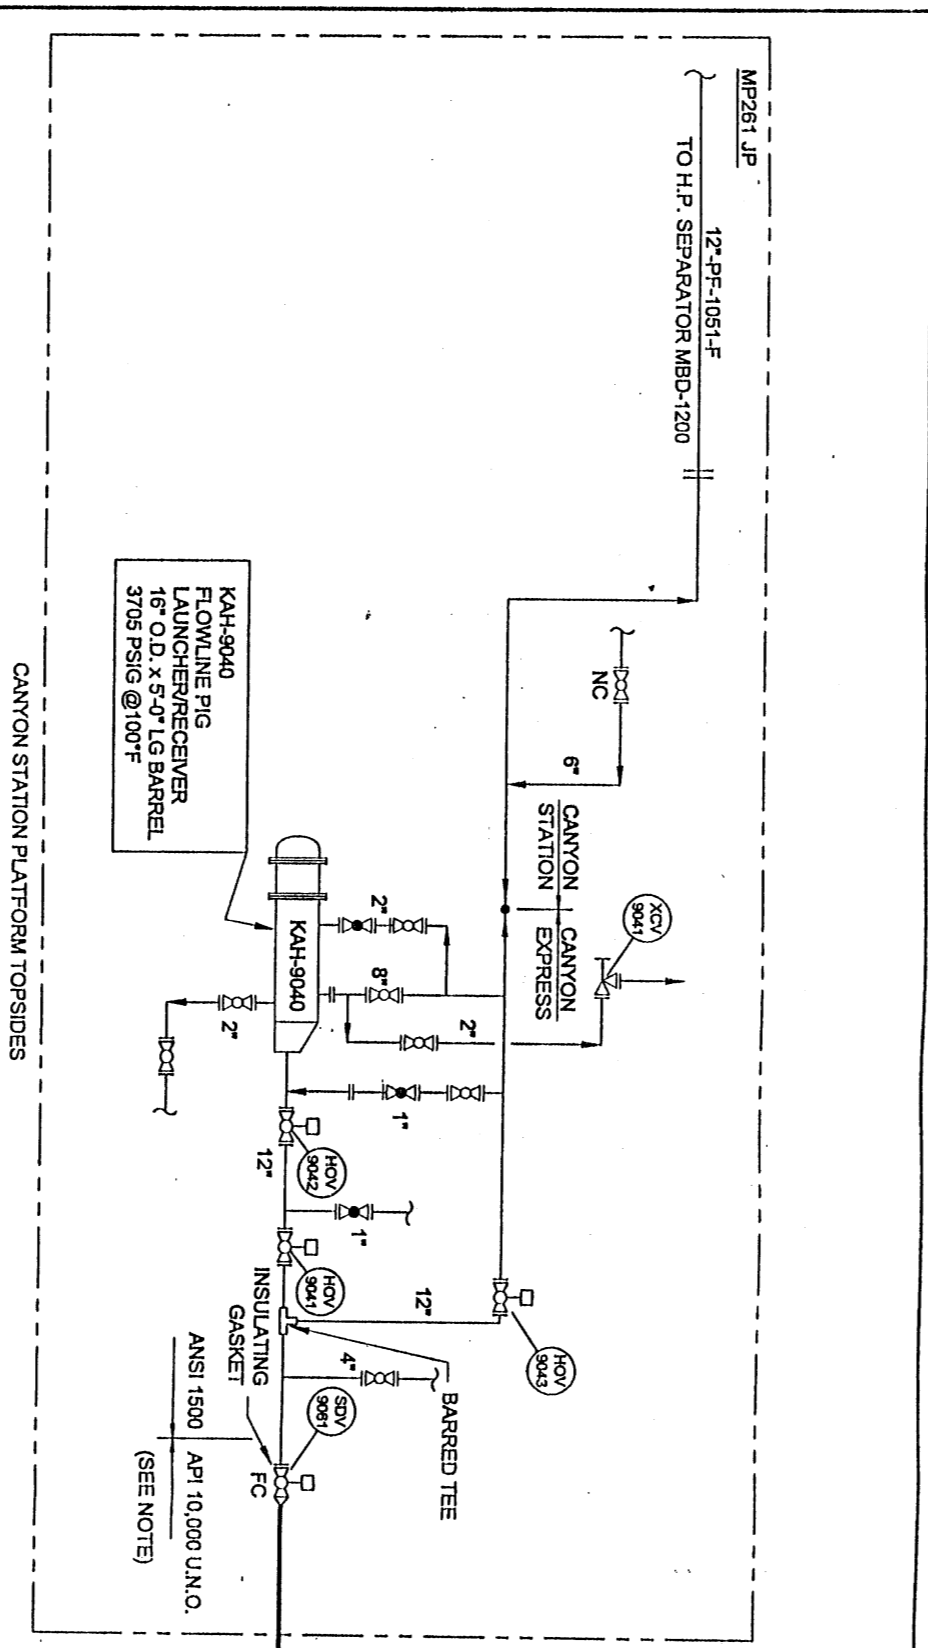 MP261 JP
12"-PF-1051-F
TO H.P. SEPARATOR MBD-1200
NC
6"
CANYON
STATION
CANYON
EXPRESS
XCV
9041
KAH-9040
FLOWLINE PIG
LAUNCHER/RECEIVER
16" O.D. x 5'-0" LG BARREL
3705 PSIG @100°F
KAH-9040
2"
8"
2"
2"
1"
HOV
9042
12"
1"
HOV
9041
12"
HOV
9043
INSULATING
GASKET
BARRED TEE
4"
SDV
9061
FC
ANSI 1500
API 10,000 U.N.O.
(SEE NOTE)
CANYON STATION PLATFORM TOPSIDES